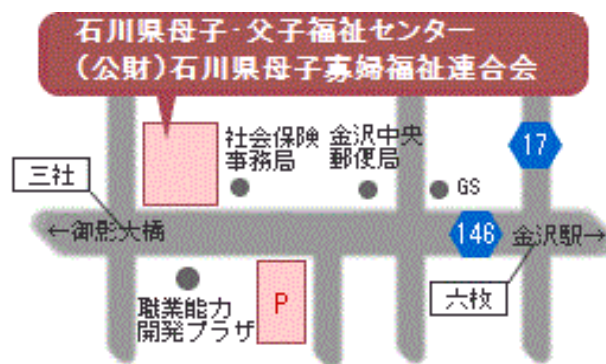 石川県母子・父子福祉センター
（公財）石川県母子寡婦福祉連合会
社会保険
事務局
金沢中央
郵便局
17
三社
GS
←御影大橋
146
金沢駅→
職業能力
開発プラザ
P
六枚